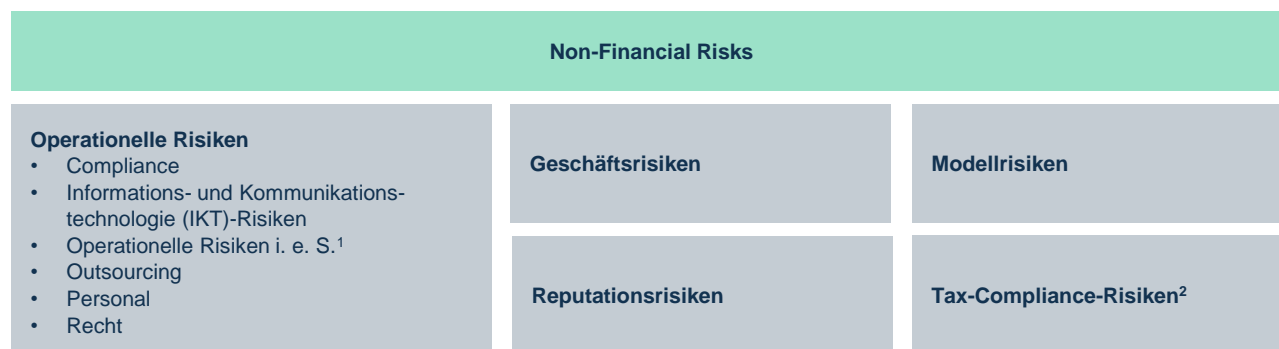 Non-Financial Risks
Operationelle Risiken
• Compliance
• Informations- und Kommunikations-
technologie (IKT)-Risiken
• Operationelle Risiken i. e. S.¹
• Outsourcing
• Personal
• Recht
Geschäftsrisiken
Modellrisiken
Reputationsrisiken
Tax-Compliance-Risiken²